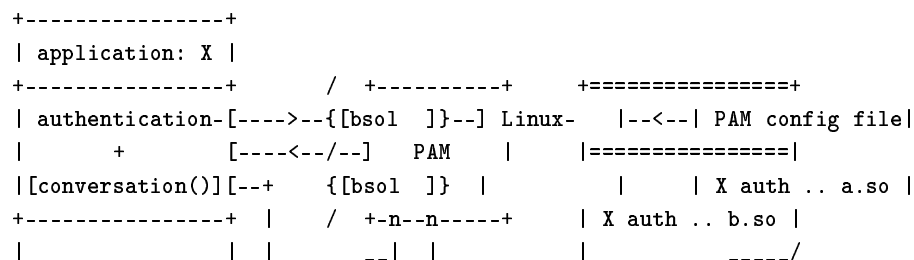 +----------------+
| application: X |
+----------------+       /  +----------+     +================+
| authentication-[---->--{[bsol  ]}--] Linux-   |--<--| PAM config file|
|       +        [----<--/--]   PAM    |     |================|
|[conversation()][--+    {[bsol  ]}  |         |     | X auth .. a.so |
+----------------+  |    /  +-n--n-----+     | X auth .. b.so |
|                |  |       __|  |           |           _____/